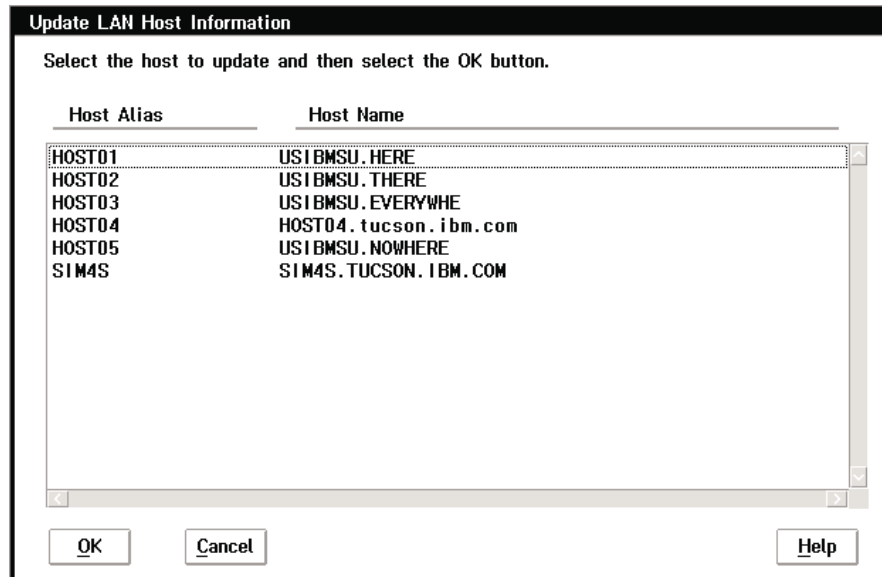 Update LAN Host Information
Select the host to update and then select the OK button.
Host Alias Host Name
HOST01 USIBMSU.HERE
HOST02 USIBMSU.THERE
HOST03 USIBMSU.EVERYWHE
HOST04 HOST04.tucson.ibm.com
HOST05 USIBMSU.NOWHERE
SIM4S SIM4S.TUCSON.IBM.COM
OK Cancel Help